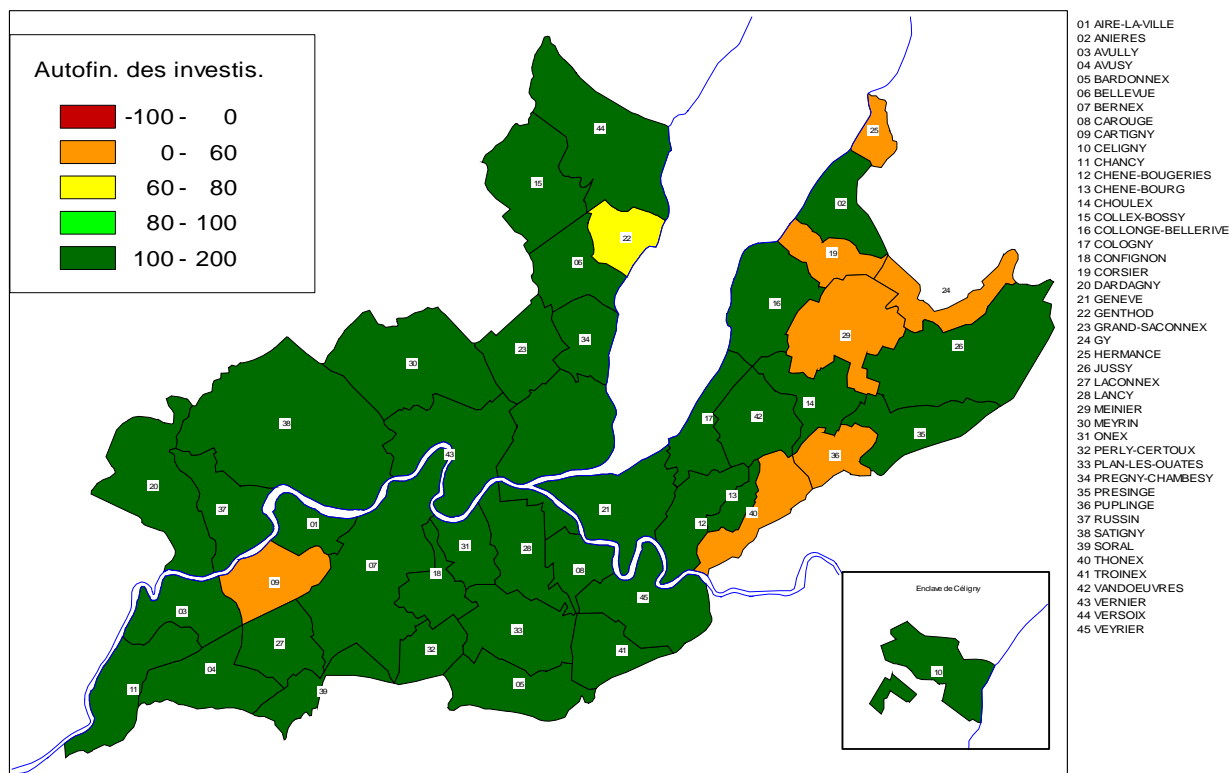 Autofin. des investis.
-100 - 0
0 - 60
60 - 80
80 - 100
100 - 200
01 AIRE-LA-VILLE
02 ANIERES
03 AVULLY
04 AVUSY
05 BARDONNEX
06 BELLEVUE
07 BERNEX
08 CAROUGE
09 CARTIGNY
10 CELIGNY
11 CHANCY
12 CHENE-BOUGERIES
13 CHENE-BOURG
14 CHOULEX
15 COLLEX-BOSSY
16 COLLONGE-BELLERIVE
17 COLOGNY
18 CONFIGNON
19 CORSIER
20 DARDAGNY
21 GENEVE
22 GENTHOD
23 GRAND-SACONNEX
24 GY
25 HERMANCE
26 JUSSY
27 LACONNEX
28 LANCY
29 MEINIER
30 MEYRIN
31 ONEX
32 PERLY-CERTOUX
33 PLAN-LES-OUATES
34 PREGNY-CHAMBESY
35 PRESINGE
36 PUPLINGE
37 RUSSIN
38 SATIGNY
39 SORAL
40 THONEX
41 TROINEX
42 VANDOEUVRES
43 VERNIER
44 VERSOIX
45 VEYRIER
44
25
15
02
22
19
06
24
16
34
29
26
23
30
14
42
17
38
35
43
36
20
13
37
01
21
40
12
31
28
08
07
18
09
45
03
33
27
32
41
04
05
11
39
Enclave de Céligny
10